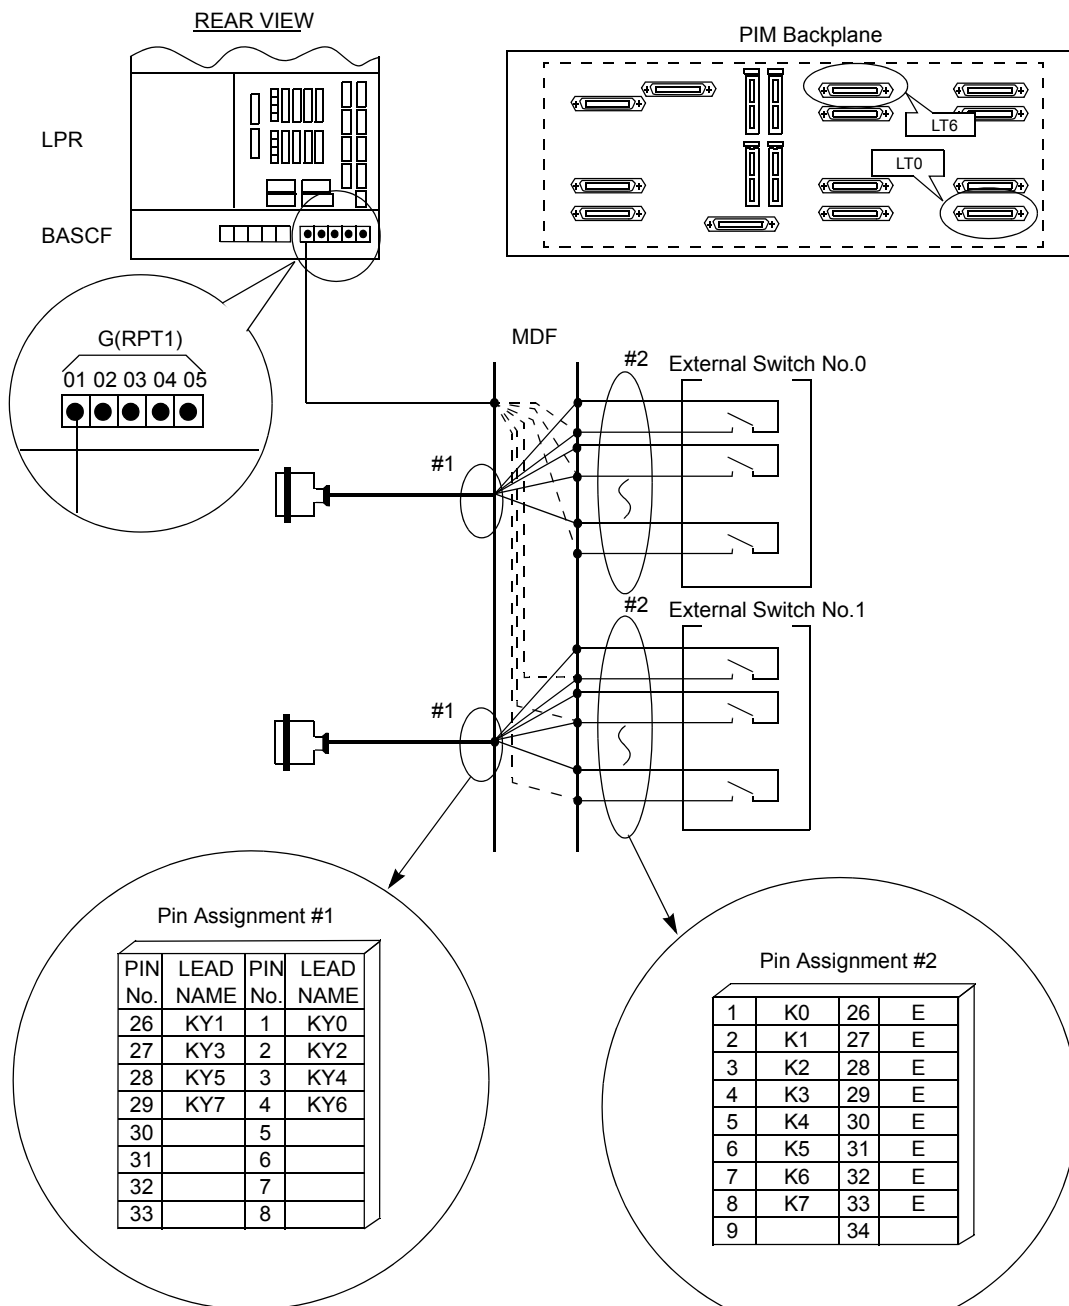 REAR VIEW
PIM Backplane
LPR
LT6
LT0
BASCF
G(RPT1)
01 02 03 04 05
MDF
#2
External Switch No.0
#1
#2
External Switch No.1
#1
Pin Assignment #1
PIN No. LEAD NAME PIN No. LEAD NAME
26 KY1 1 KY0
27 KY3 2 KY2
28 KY5 3 KY4
29 KY7 4 KY6
30 5
31 6
32 7
33 8
Pin Assignment #2
1 K0 26 E
2 K1 27 E
3 K2 28 E
4 K3 29 E
5 K4 30 E
6 K5 31 E
7 K6 32 E
8 K7 33 E
9 34